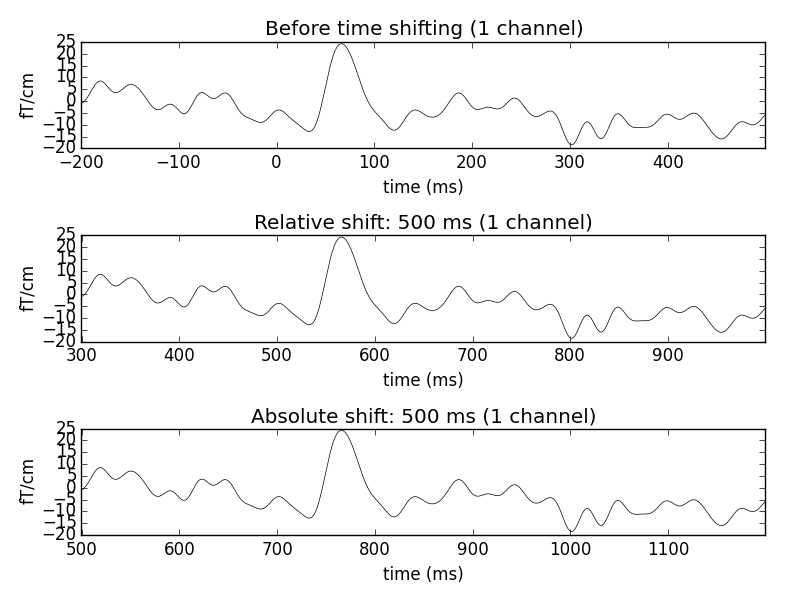 Before time shifting (1 channel)
25
20
15
10
5
0
−5
−10
−15
−20
fT/cm
−200 −100 0 100 200 300 400
time (ms)
Relative shift: 500 ms (1 channel)
25
20
15
10
5
0
−5
−10
−15
−20
fT/cm
300 400 500 600 700 800 900
time (ms)
Absolute shift: 500 ms (1 channel)
25
20
15
10
5
0
−5
−10
−15
−20
fT/cm
500 600 700 800 900 1000 1100
time (ms)